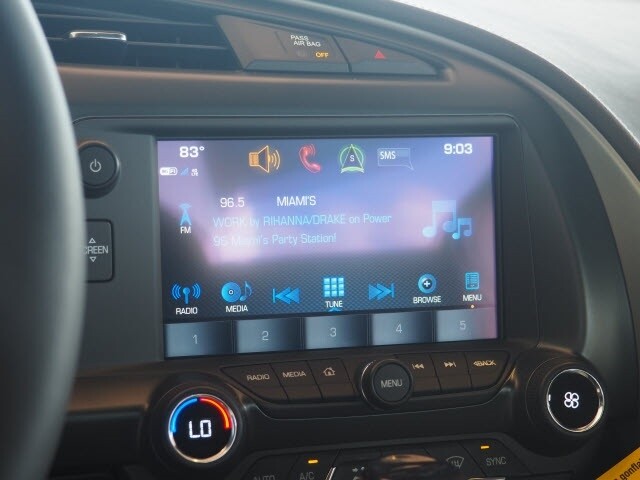 PASS
AIR BAG
OFF
83°
SMS
9:03
WiFi
S
96.5 MIAMI'S
WORK by RIHANNA/DRAKE on Power
96 Miami's Party Station!
FM
RADIO MEDIA TUNE BROWSE MENU
1 2 3 4 5
SCREEN
RADIO MEDIA MENU BACK
LO
AUTO A/C SYNC